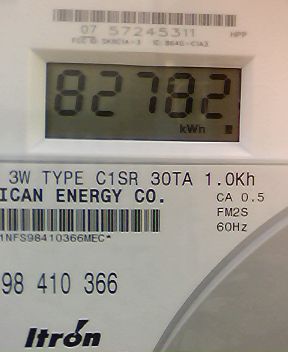 07 57245311
HPP
82782
kWh
3W TYPE C1SR 30TA 1.0Kh
ICAN ENERGY CO.
CA 0.5
FM2S
60Hz
1NFS98410366MEC*
98 410 366
Itron